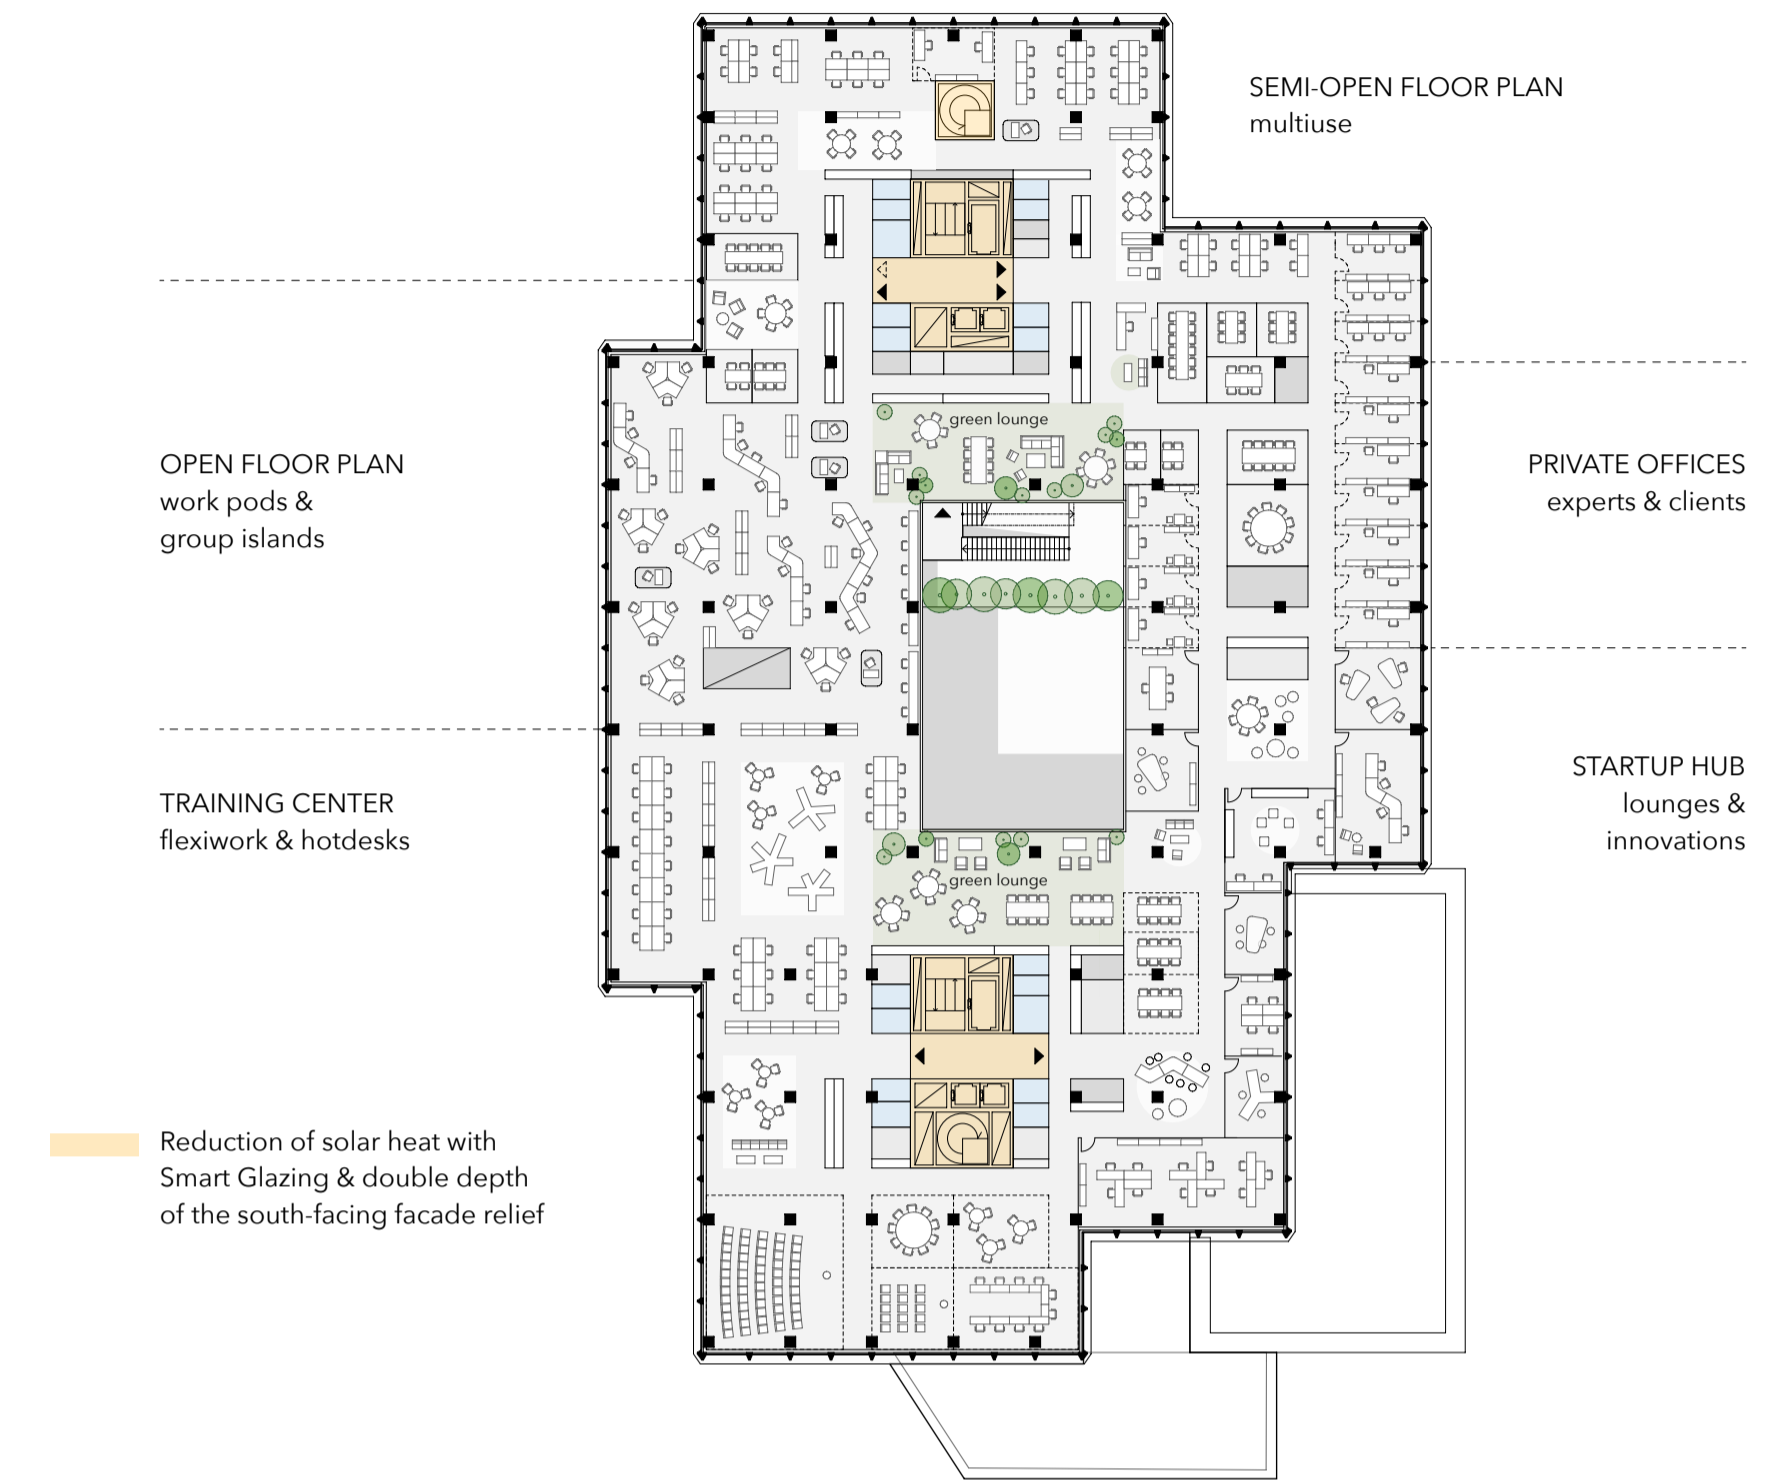 SEMI-OPEN FLOOR PLAN
multiuse
green lounge
OPEN FLOOR PLAN
work pods &
group islands
PRIVATE OFFICES
experts & clients
STARTUP HUB
lounges &
innovations
TRAINING CENTER
flexiwork & hotdesks
green lounge
Reduction of solar heat with
Smart Glazing & double depth
of the south-facing facade relief